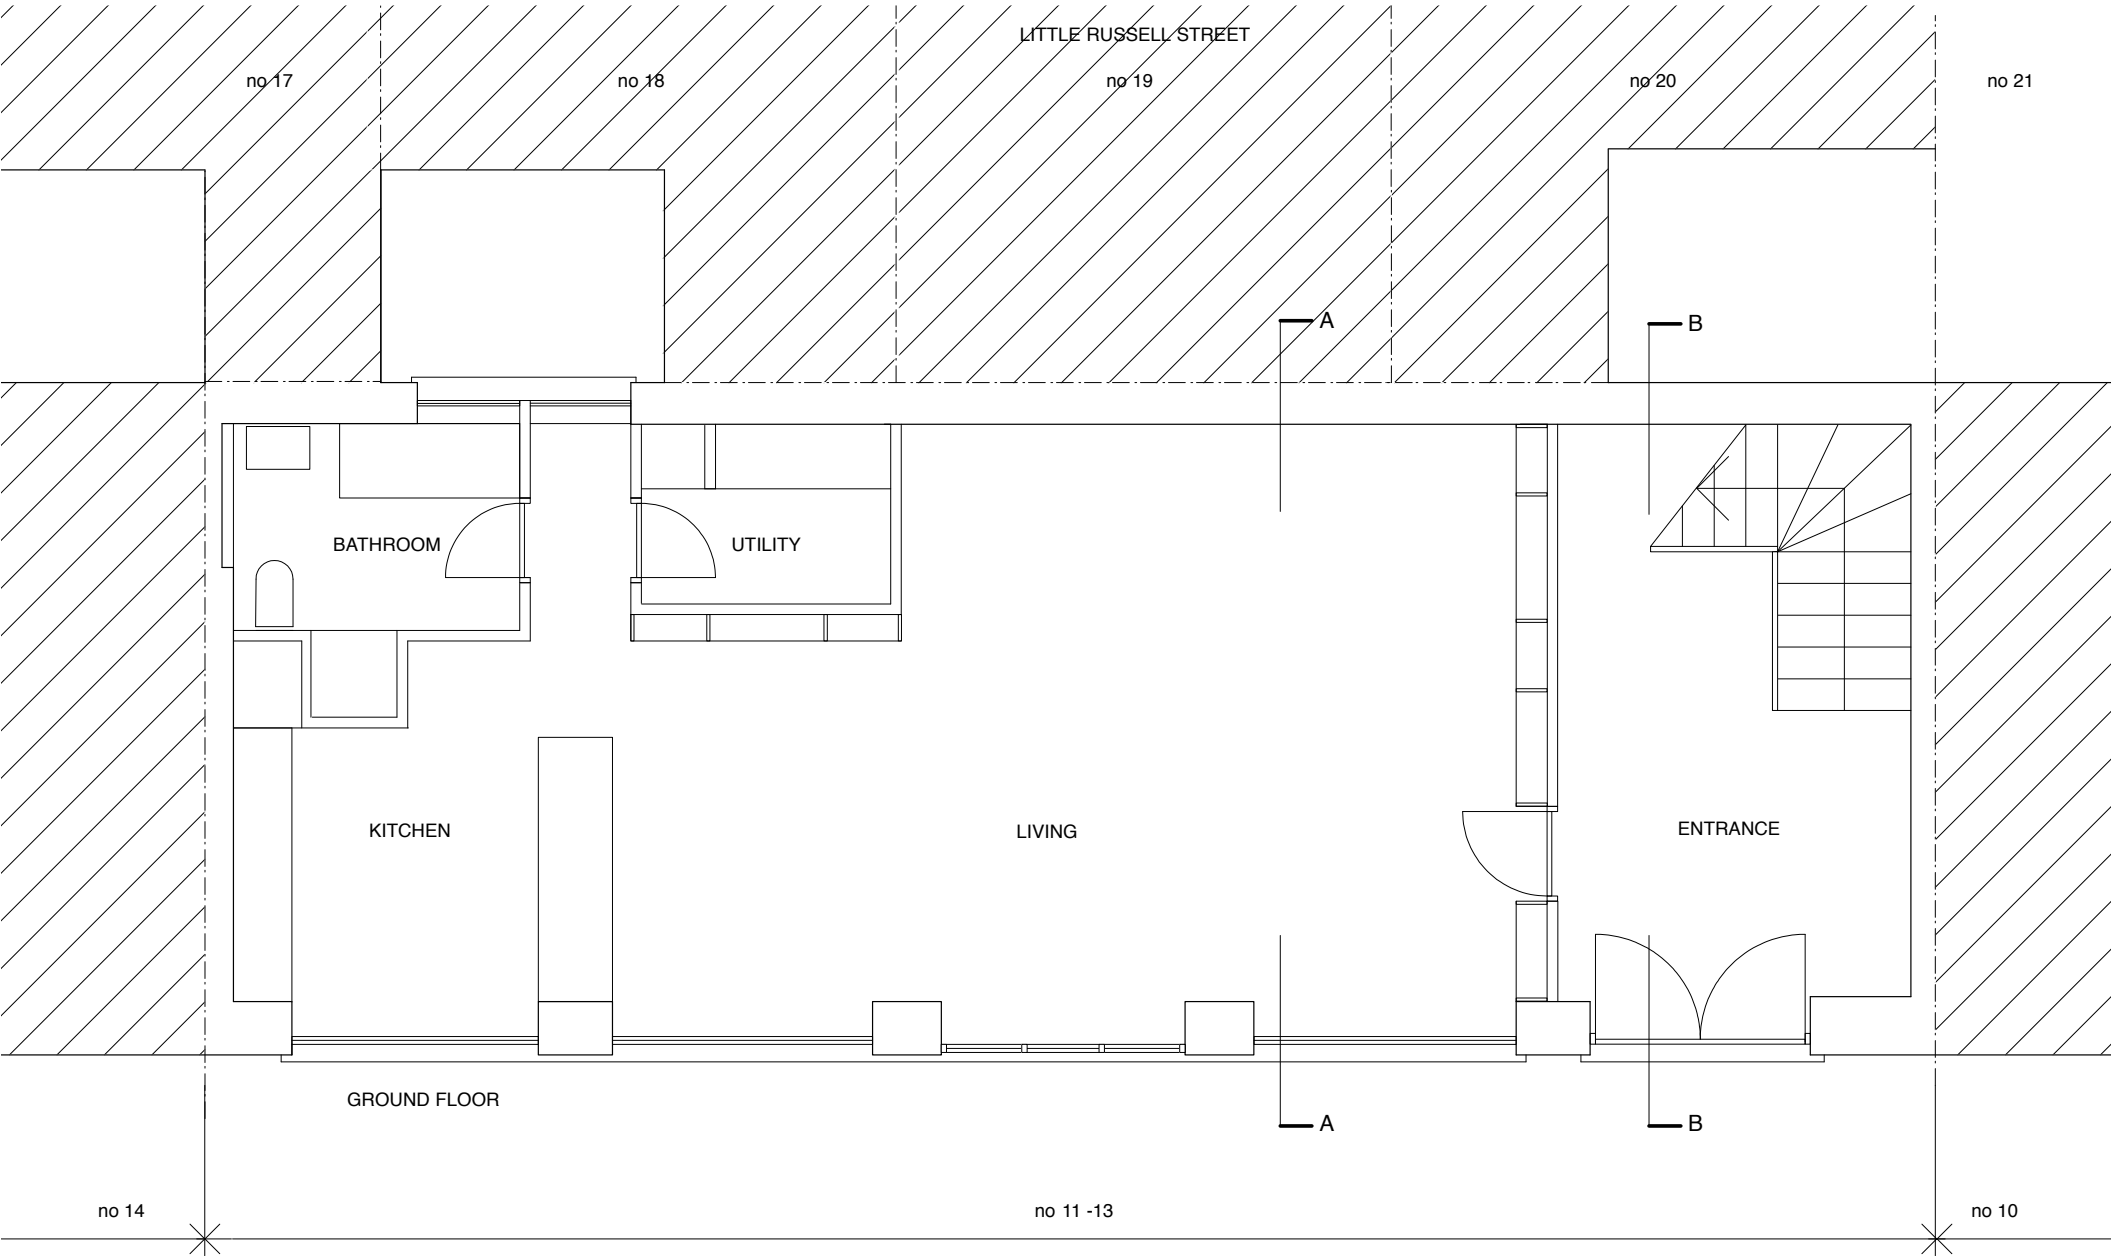 LITTLE RUSSELL STREET
no 17
no 18
no 19
no 20
no 21
A
B
BATHROOM
UTILITY
KITCHEN
LIVING
ENTRANCE
GROUND FLOOR
A
B
no 14
no 11 -13
no 10